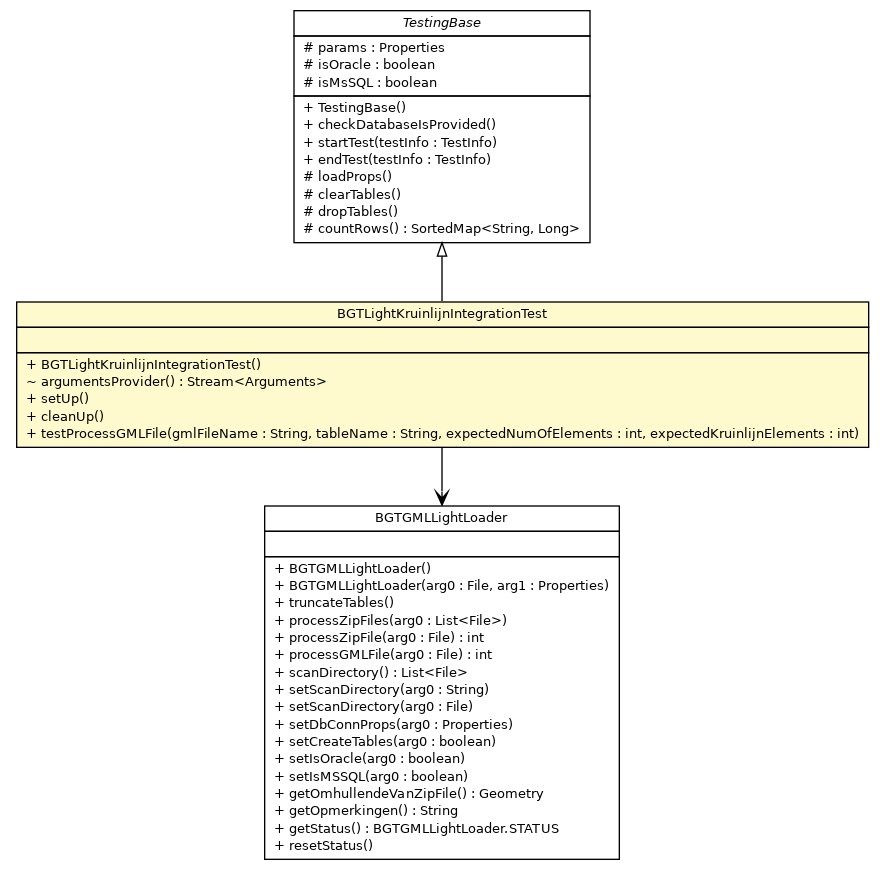 TestingBase
# params : Properties
# isOracle : boolean
# isMsSQL : boolean
+ TestingBase()
+ checkDatabaseIsProvided()
+ startTest(testInfo : TestInfo)
+ endTest(testInfo : TestInfo)
# loadProps()
# clearTables()
# dropTables()
# countRows() : SortedMap<String, Long>
BGTLightKruinlijnIntegrationTest
+ BGTLightKruinlijnIntegrationTest()
~ argumentsProvider() : Stream<Arguments>
+ setUp()
+ cleanUp()
+ testProcessGMLFile(gmlFileName : String, tableName : String, expectedNumOfElements : int, expectedKruinlijnElements : int)
BGTGMLLightLoader
+ BGTGMLLightLoader()
+ BGTGMLLightLoader(arg0 : File, arg1 : Properties)
+ truncateTables()
+ processZipFiles(arg0 : List<File>)
+ processZipFile(arg0 : File) : int
+ processGMLFile(arg0 : File) : int
+ scanDirectory() : List<File>
+ setScanDirectory(arg0 : String)
+ setScanDirectory(arg0 : File)
+ setDbConnProps(arg0 : Properties)
+ setCreateTables(arg0 : boolean)
+ setIsOracle(arg0 : boolean)
+ setIsMSSQL(arg0 : boolean)
+ getOmhullendeVanZipFile() : Geometry
+ getOpmerkingen() : String
+ getStatus() : BGTGMLLightLoader.STATUS
+ resetStatus()